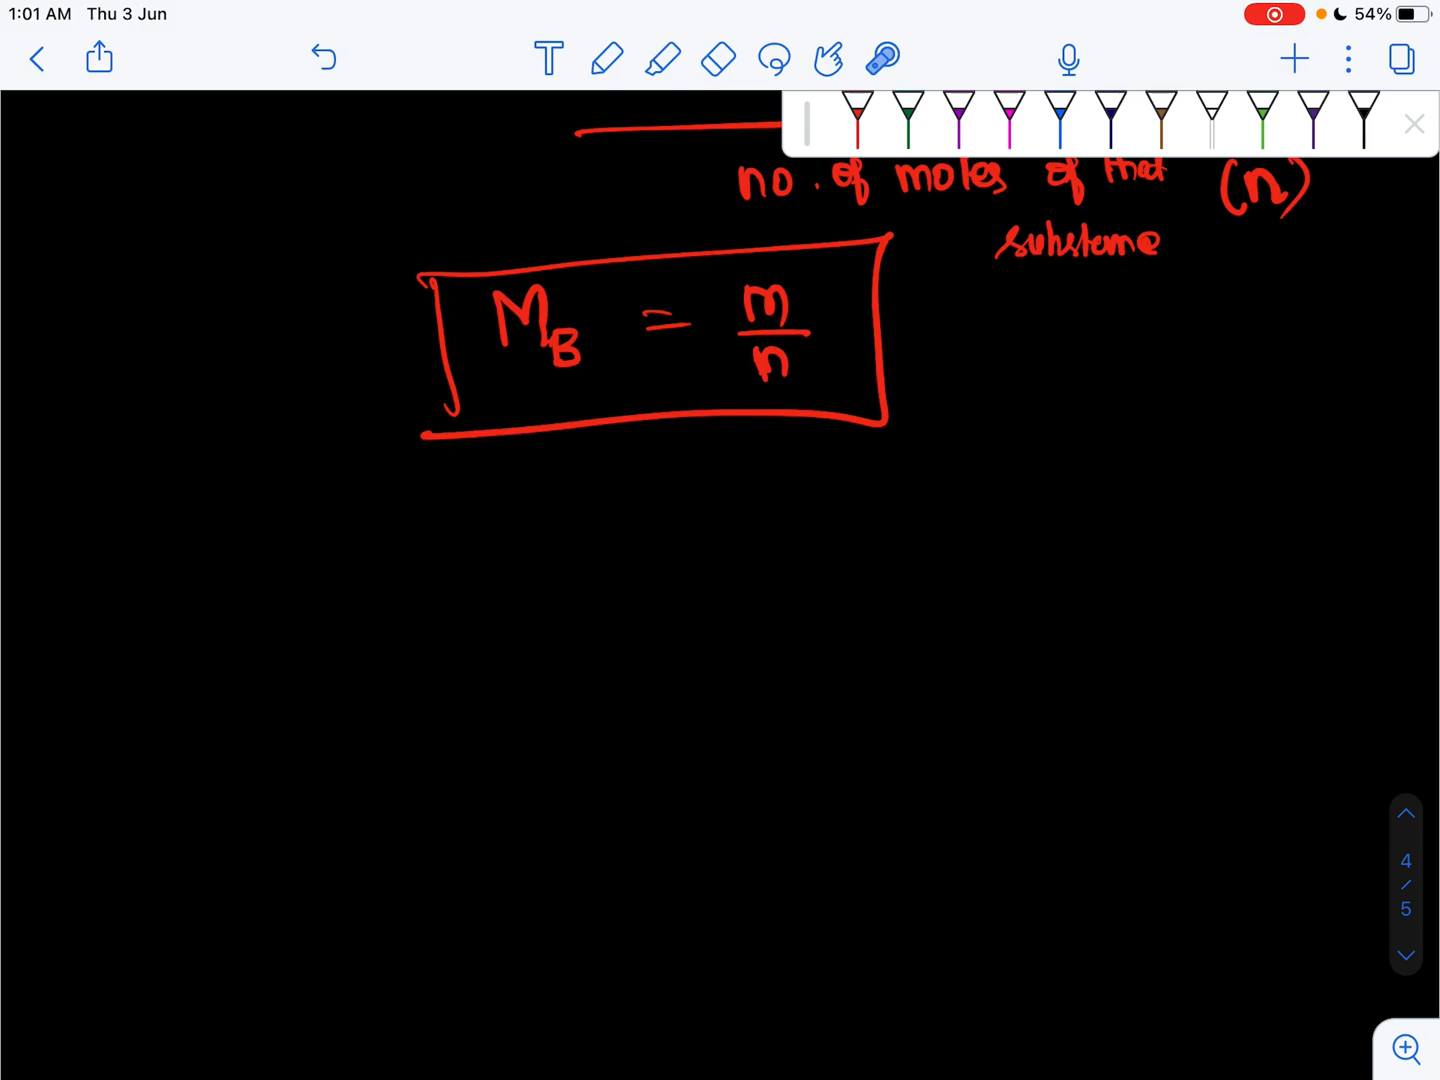 1:01 AM Thu 3 Jun 54%
no. of moles of that (n)
substance
M_B = m/n
4
/
5